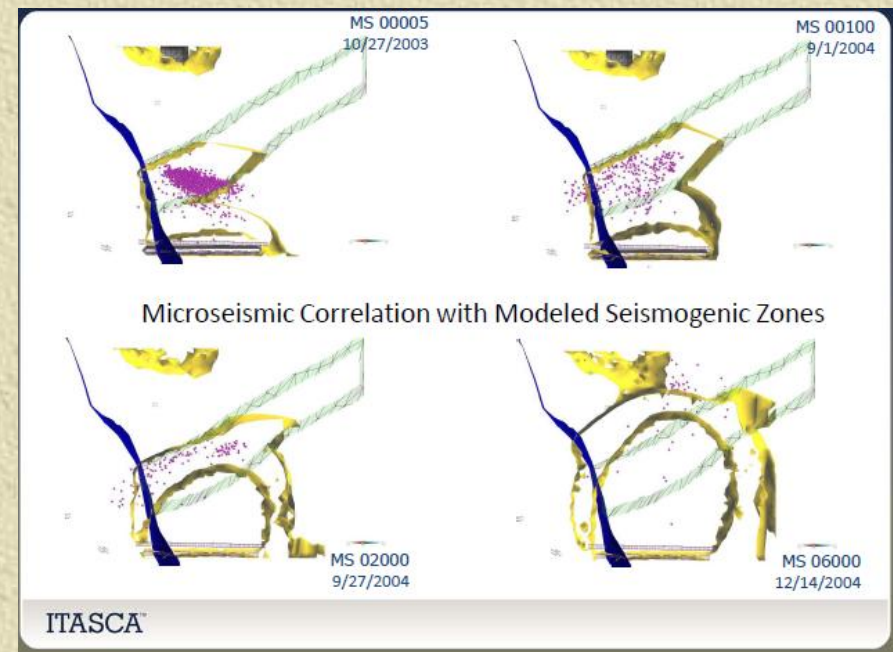 MS 00005
10/27/2003
MS 00100
9/1/2004
Microseismic Correlation with Modeled Seismogenic Zones
MS 02000
9/27/2004
MS 06000
12/14/2004
ITASCA™